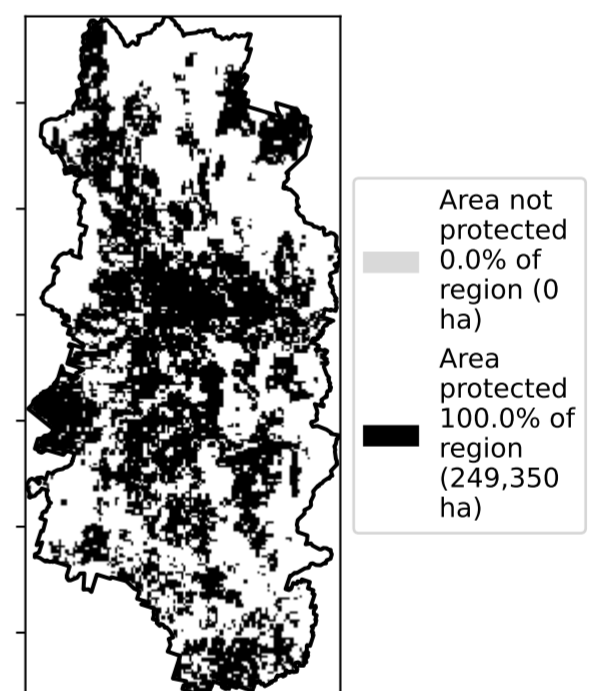 Area not
protected
0.0% of
region (0
ha)
Area
protected
100.0% of
region
(249,350
ha)